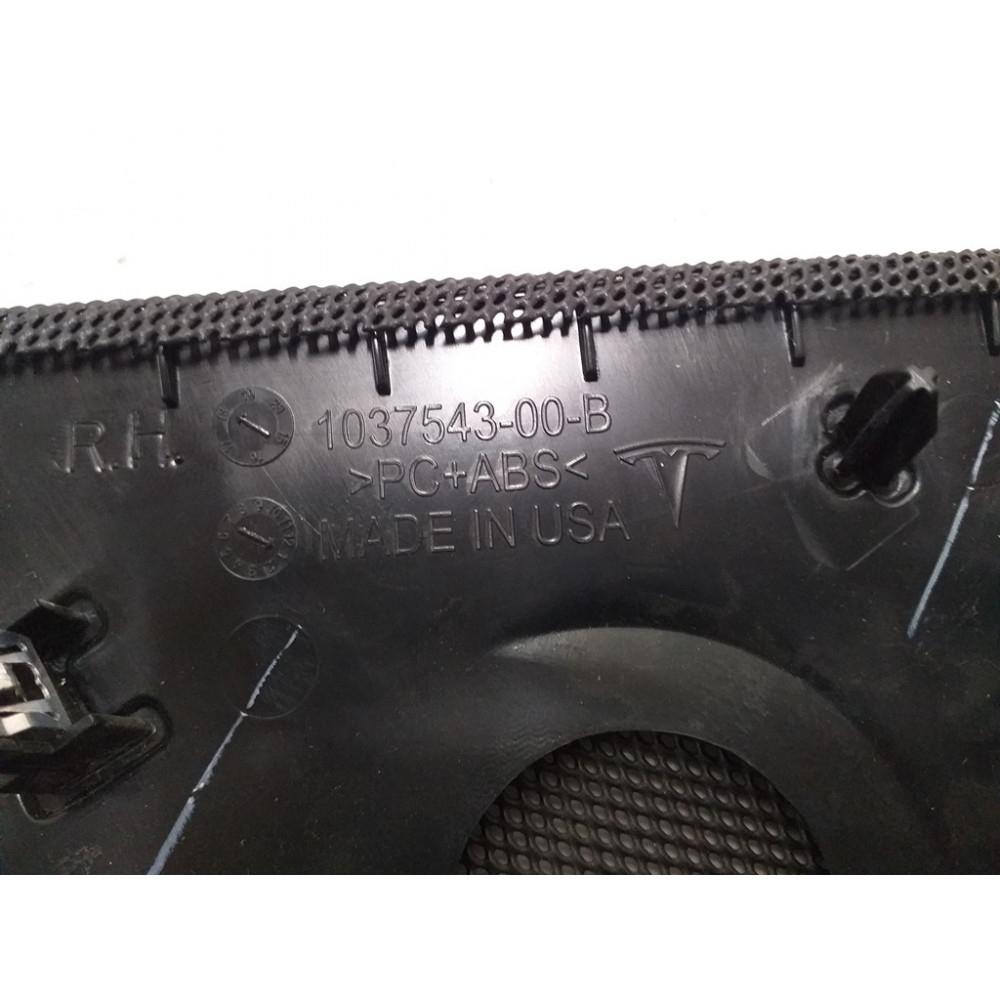 R.H.
1037543-00-B
>PC+ABS<
MADE IN USA